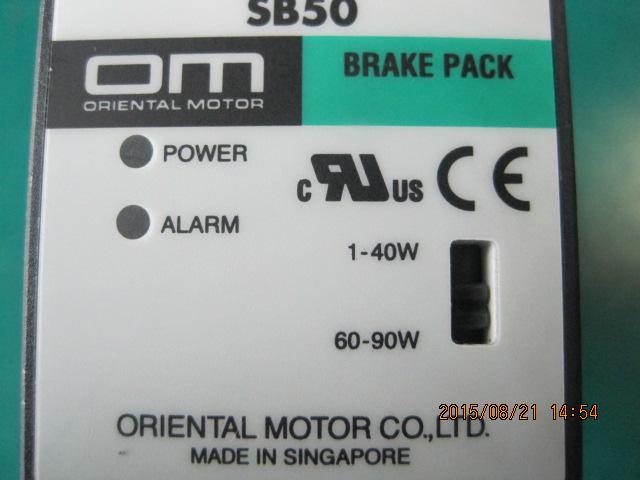 SB50
OM
ORIENTAL MOTOR
BRAKE PACK
POWER
ALARM
C RU US CE
1-40W
60-90W
2015/08/21 14:54
ORIENTAL MOTOR CO.,LTD.
MADE IN SINGAPORE